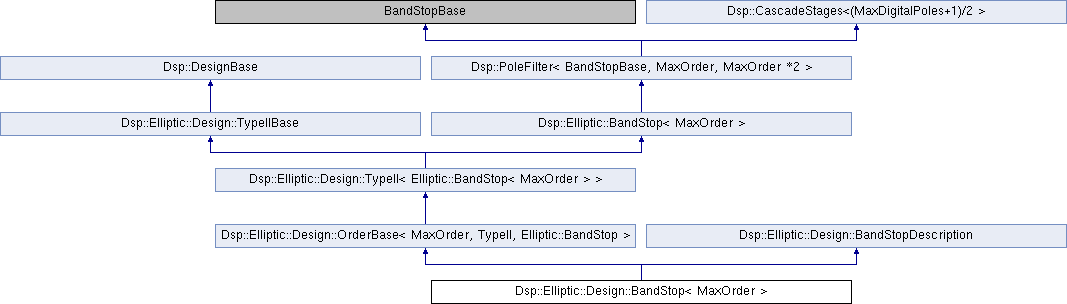 BandStopBase
Dsp::CascadeStages<(MaxDigitalPoles+1)/2 >
Dsp::DesignBase
Dsp::PoleFilter< BandStopBase, MaxOrder, MaxOrder *2 >
Dsp::Elliptic::Design::TypeIIBase
Dsp::Elliptic::BandStop< MaxOrder >
Dsp::Elliptic::Design::TypeII< Elliptic::BandStop< MaxOrder > >
Dsp::Elliptic::Design::OrderBase< MaxOrder, TypeII, Elliptic::BandStop >
Dsp::Elliptic::Design::BandStopDescription
Dsp::Elliptic::Design::BandStop< MaxOrder >